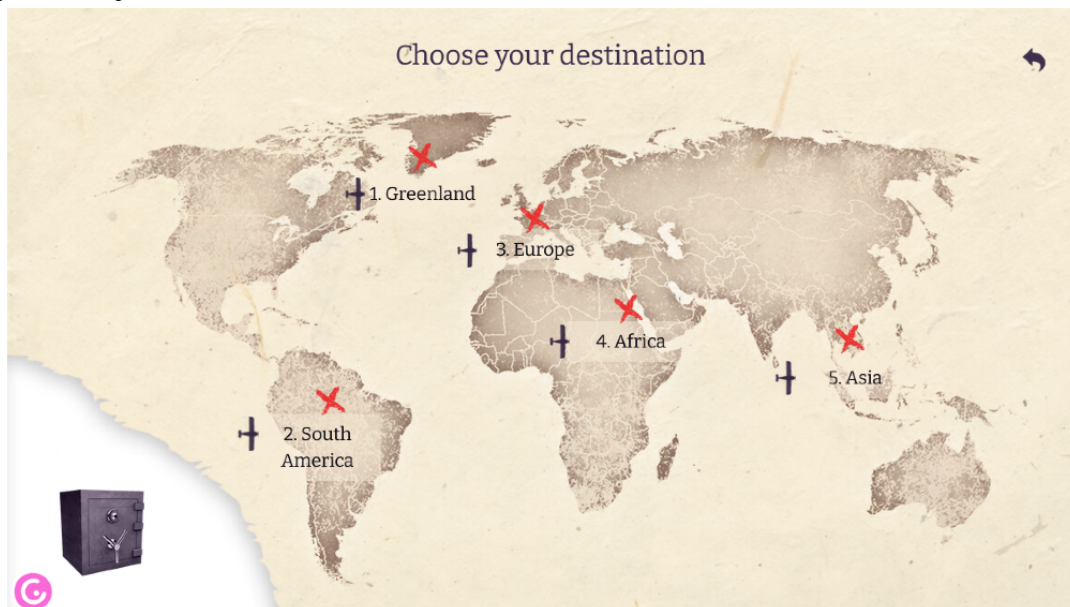 Choose your destination
1. Greenland
3. Europe
4. Africa
5. Asia
2. South
America